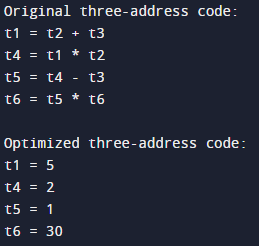 Original three-address code:
t1 = t2 + t3
t4 = t1 * t2
t5 = t4 - t3
t6 = t5 * t6
Optimized three-address code:
t1 = 5
t4 = 2
t5 = 1
t6 = 30